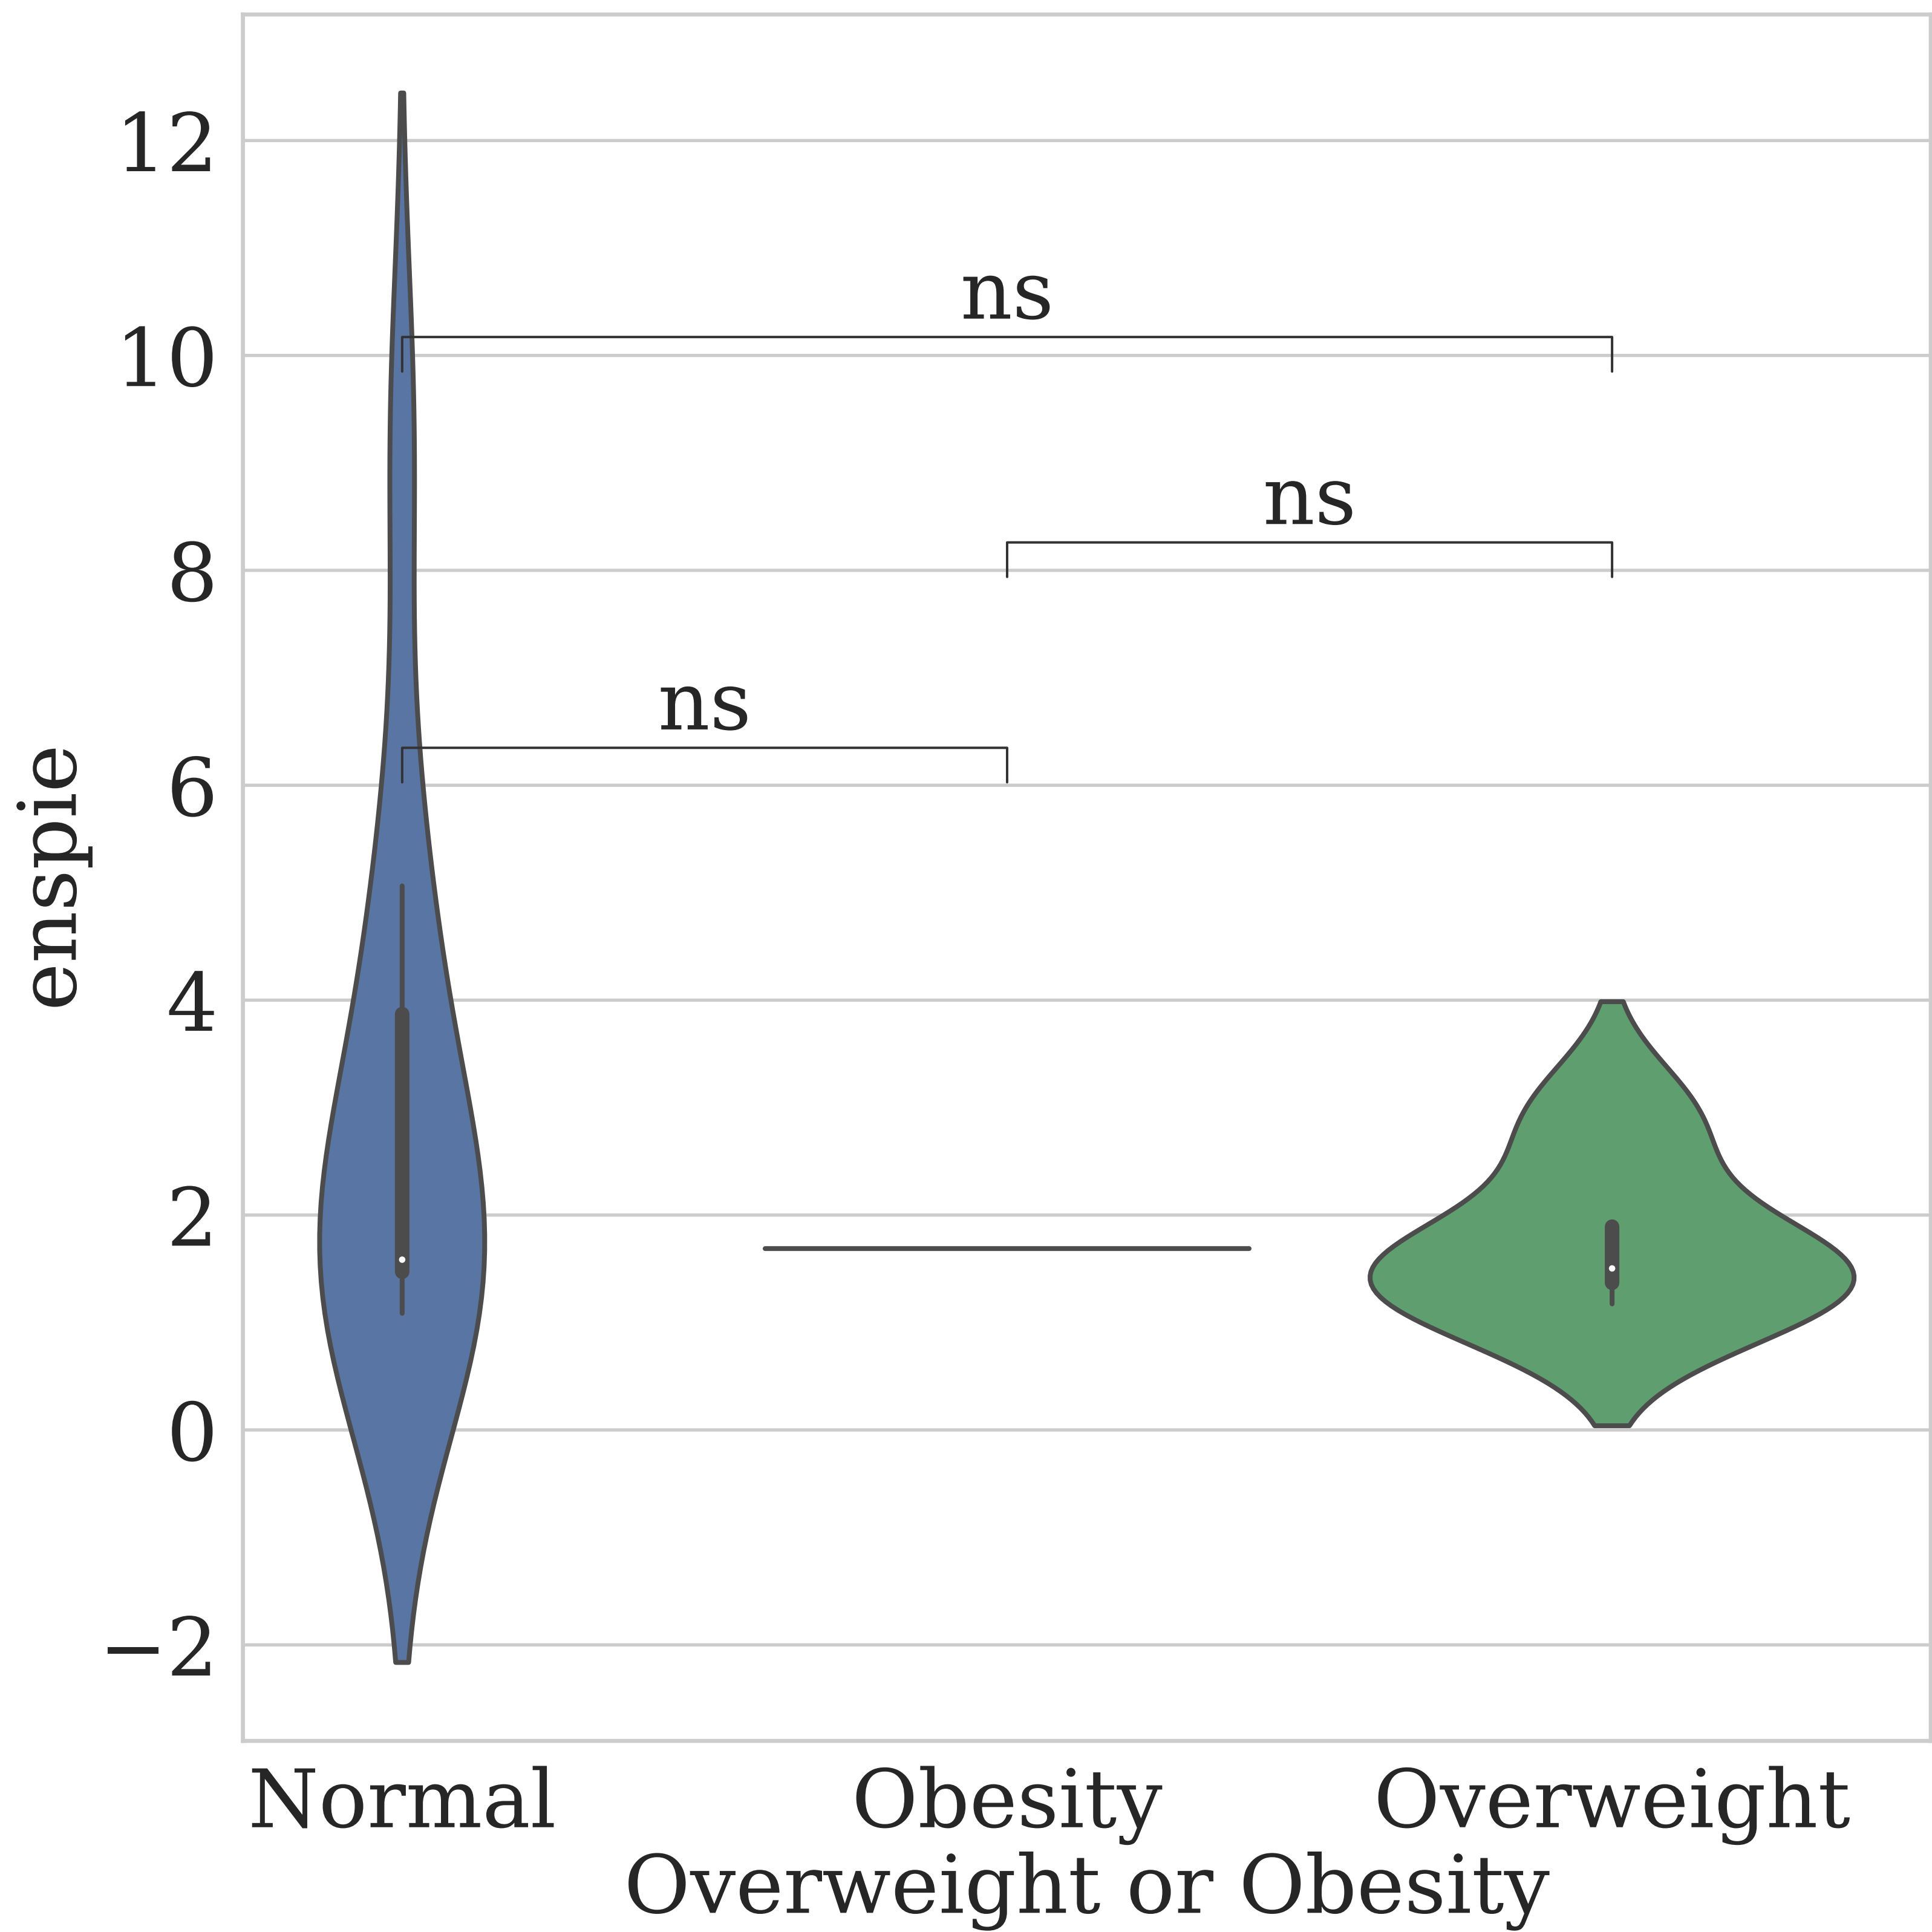 enspie
12
10
8
6
4
2
0
−2
ns
ns
ns
Normal
Obesity
Overweight
Overweight or Obesity